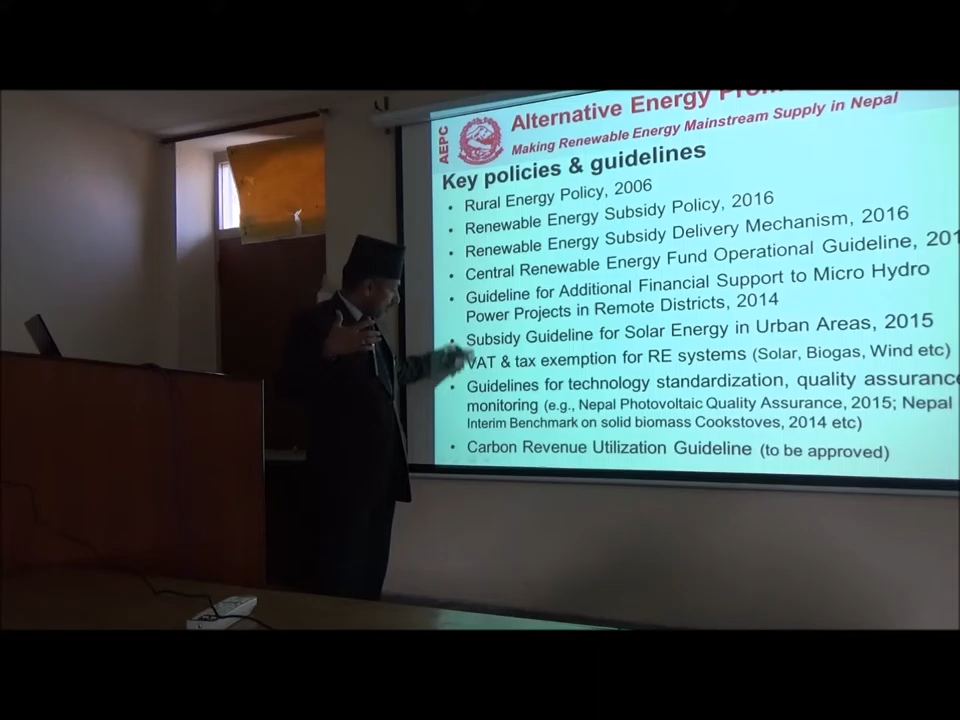 AEPC
Alternative Energy
Making Renewable Energy Mainstream Supply in Nepal
Key policies & guidelines
• Rural Energy Policy, 2006
• Renewable Energy Subsidy Policy, 2016
• Renewable Energy Subsidy Delivery Mechanism, 2016
• Central Renewable Energy Fund Operational Guideline,
• Guideline for Additional Financial Support to Micro Hydro
Power Projects in Remote Districts, 2014
• Subsidy Guideline for Solar Energy in Urban Areas, 2015
VAT & tax exemption for RE systems (Solar, Biogas, Wind etc)
• Guidelines for technology standardization, quality assurance
monitoring (e.g., Nepal Photovoltaic Quality Assurance, 2015; Nepal
Interim Benchmark on solid biomass Cookstoves, 2014 etc)
• Carbon Revenue Utilization Guideline (to be approved)